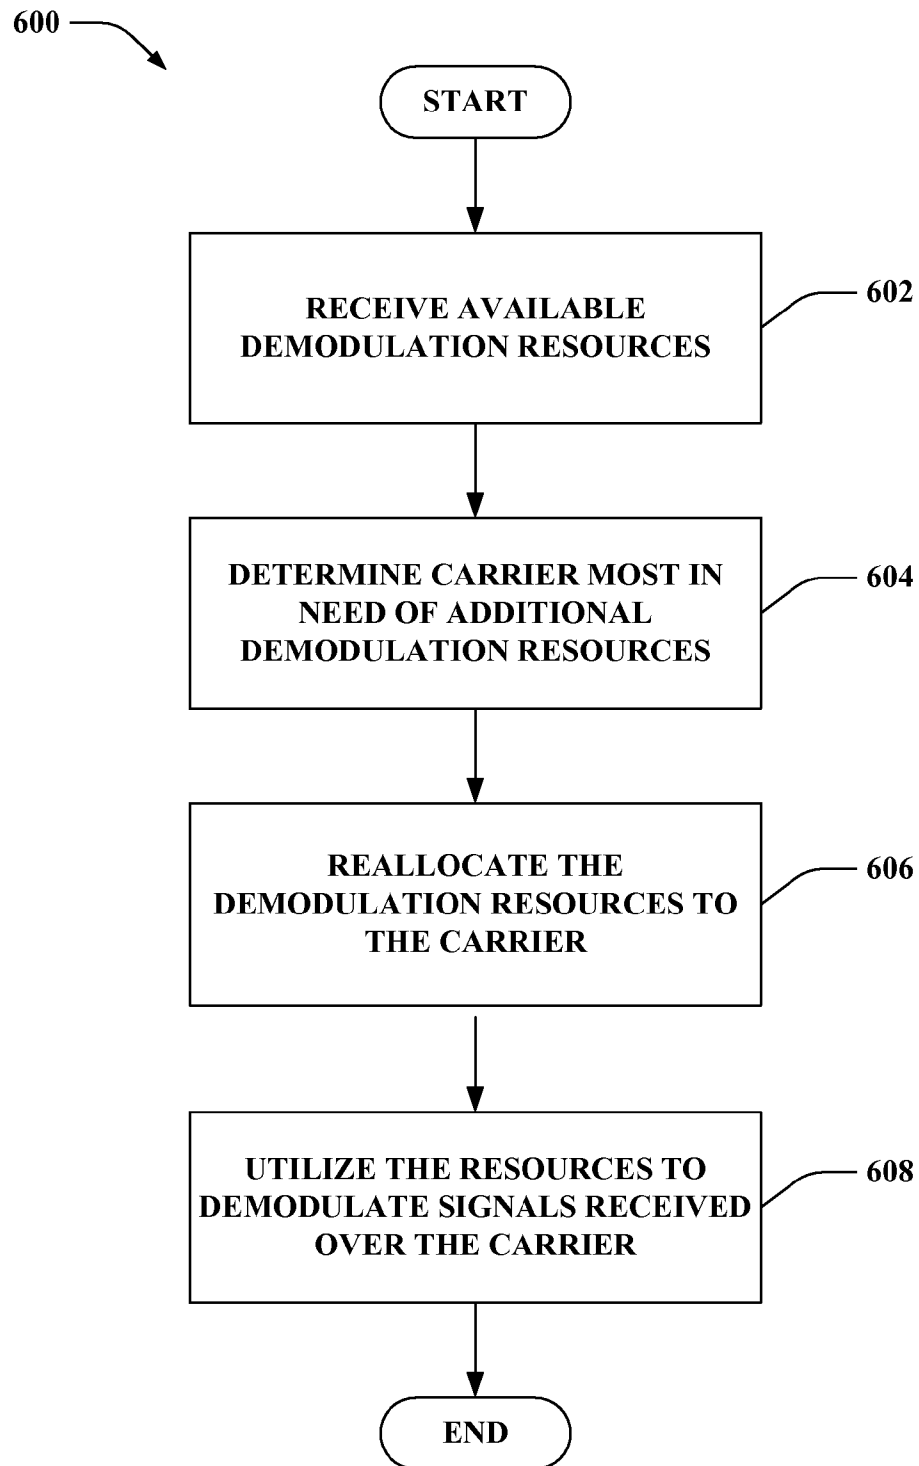 600
START
RECEIVE AVAILABLE
DEMODULATION RESOURCES
602
DETERMINE CARRIER MOST IN
NEED OF ADDITIONAL
DEMODULATION RESOURCES
604
REALLOCATE THE
DEMODULATION RESOURCES TO
THE CARRIER
606
UTILIZE THE RESOURCES TO
DEMODULATE SIGNALS RECEIVED
OVER THE CARRIER
608
END